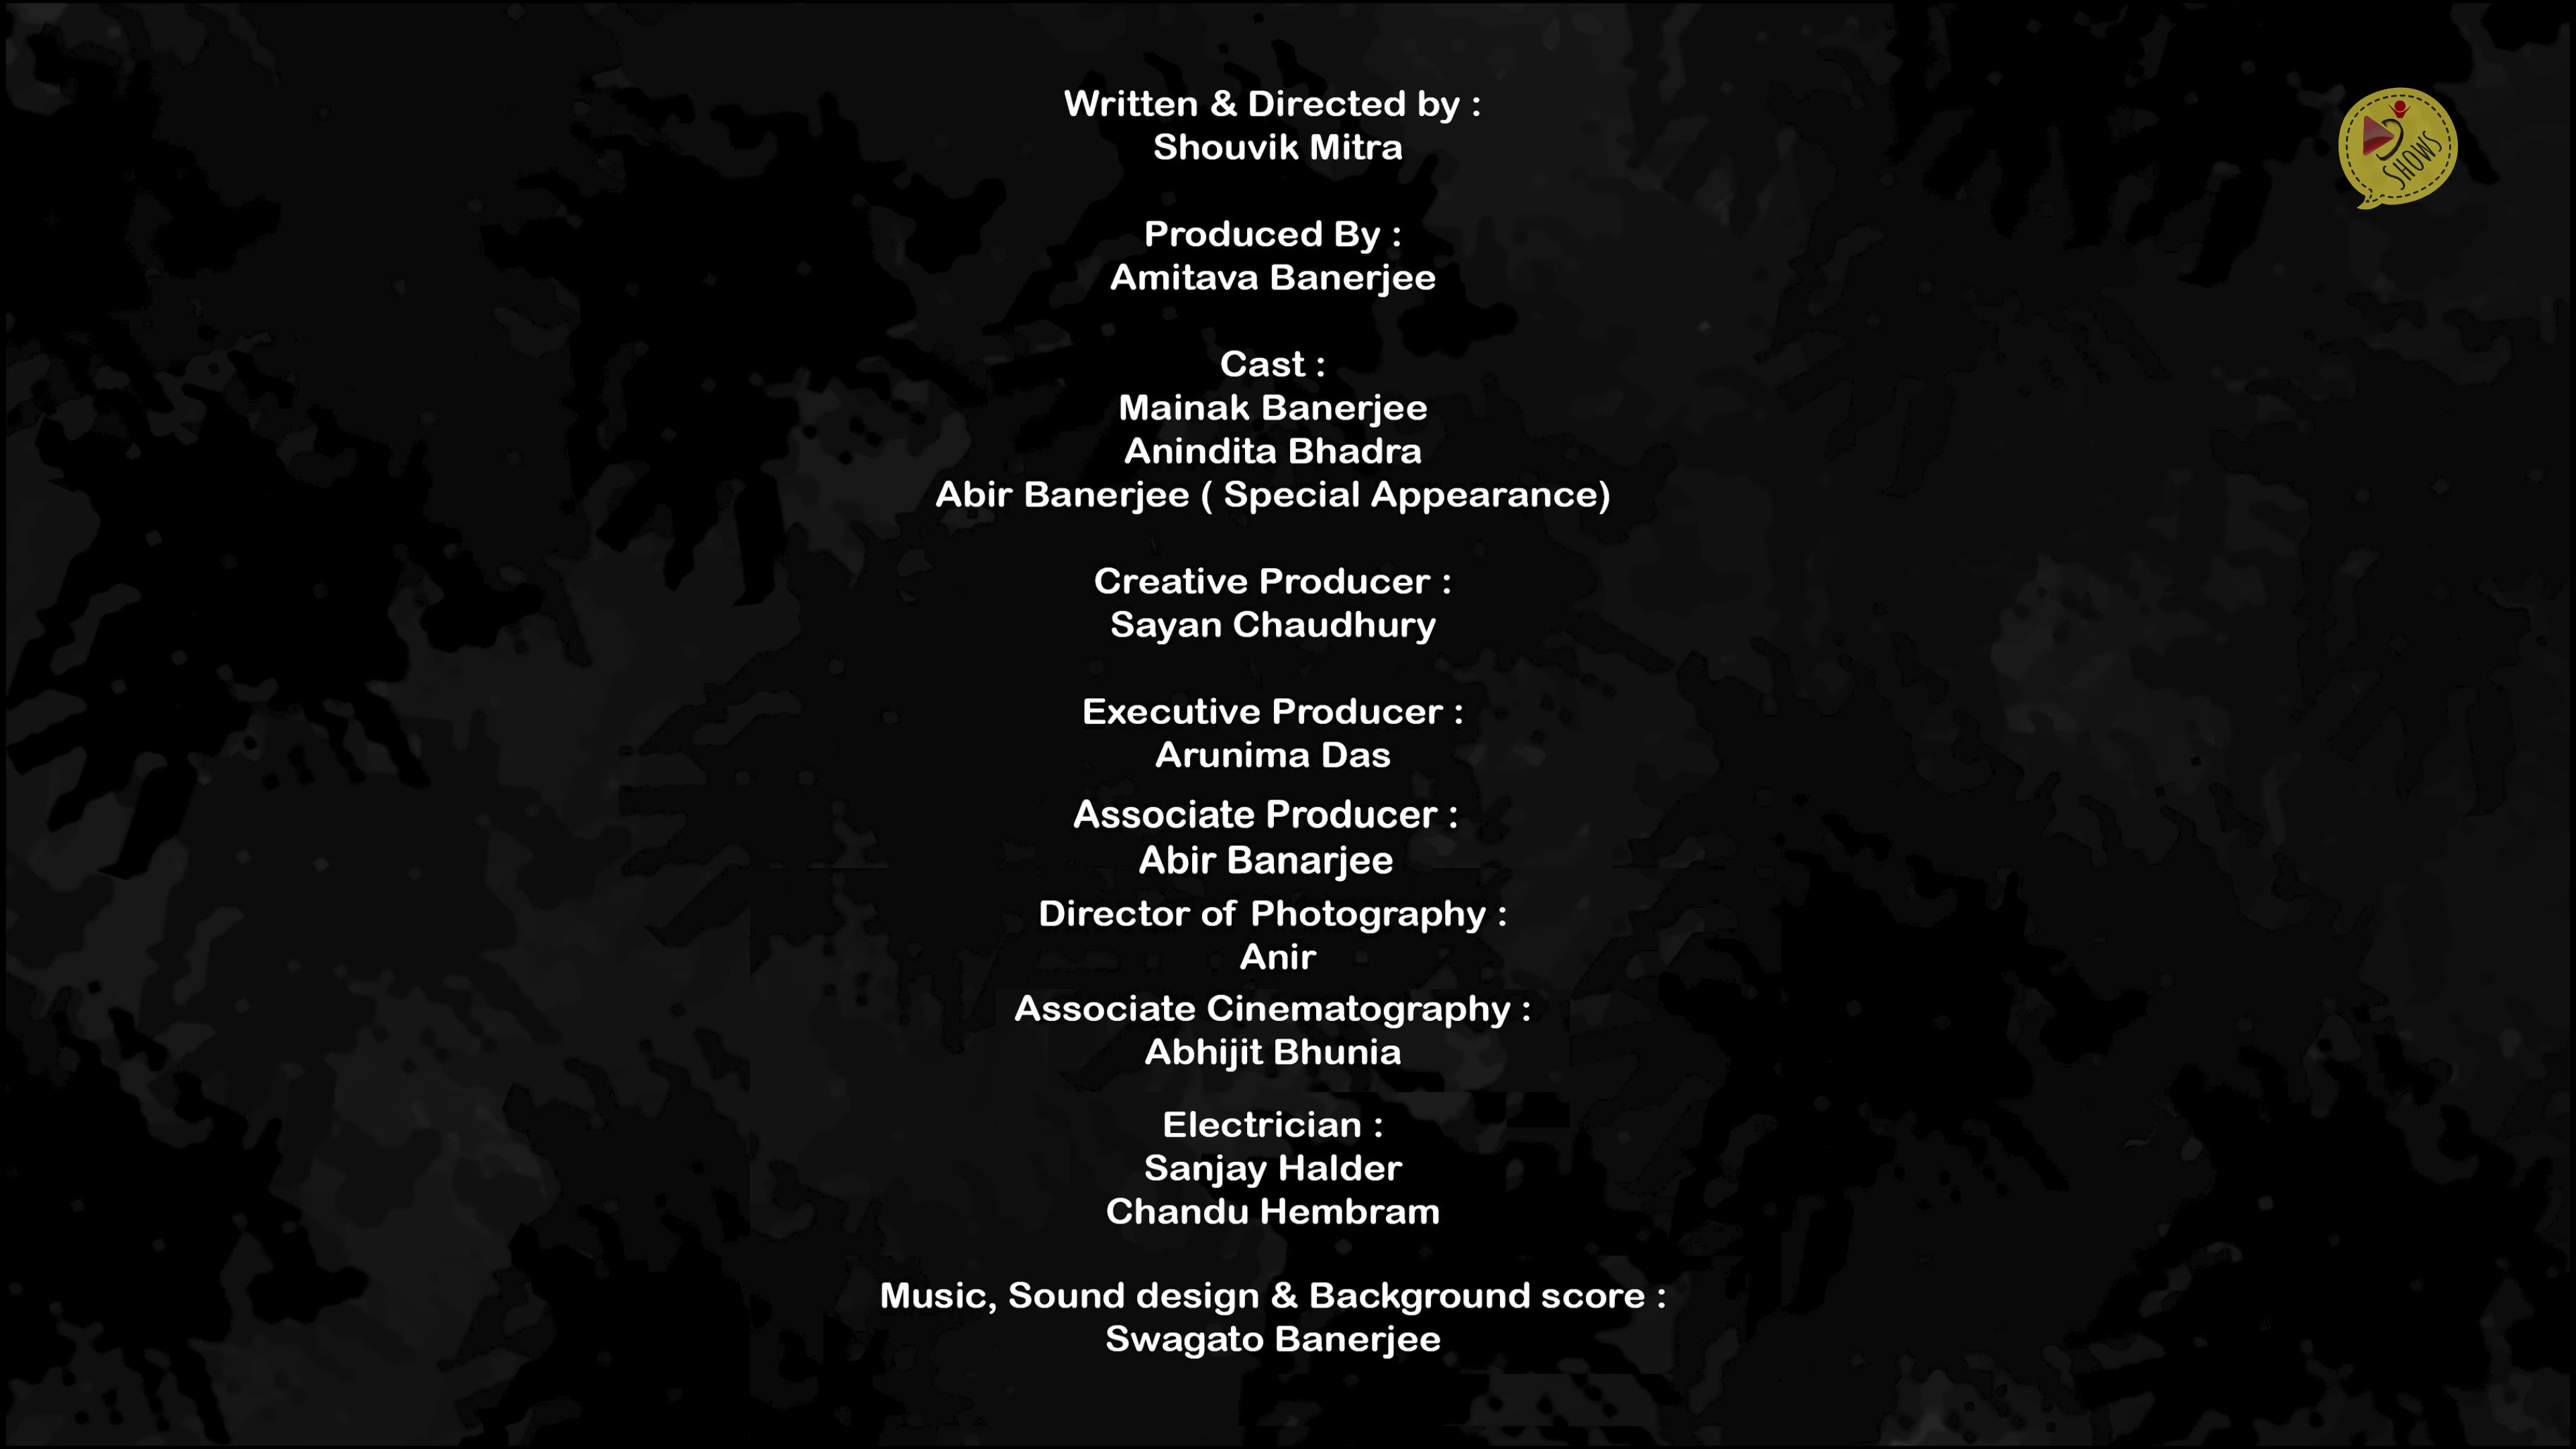 Written & Directed by :
Shouvik Mitra
Produced By :
Amitava Banerjee
Cast :
Mainak Banerjee
Anindita Bhadra
Abir Banerjee ( Special Appearance)
Creative Producer :
Sayan Chaudhury
Executive Producer :
Arunima Das
Associate Producer :
Abir Banarjee
Director of Photography :
Anir
Associate Cinematography :
Abhijit Bhunia
Electrician :
Sanjay Halder
Chandu Hembram
Music, Sound design & Background score :
Swagato Banerjee
SHOWS